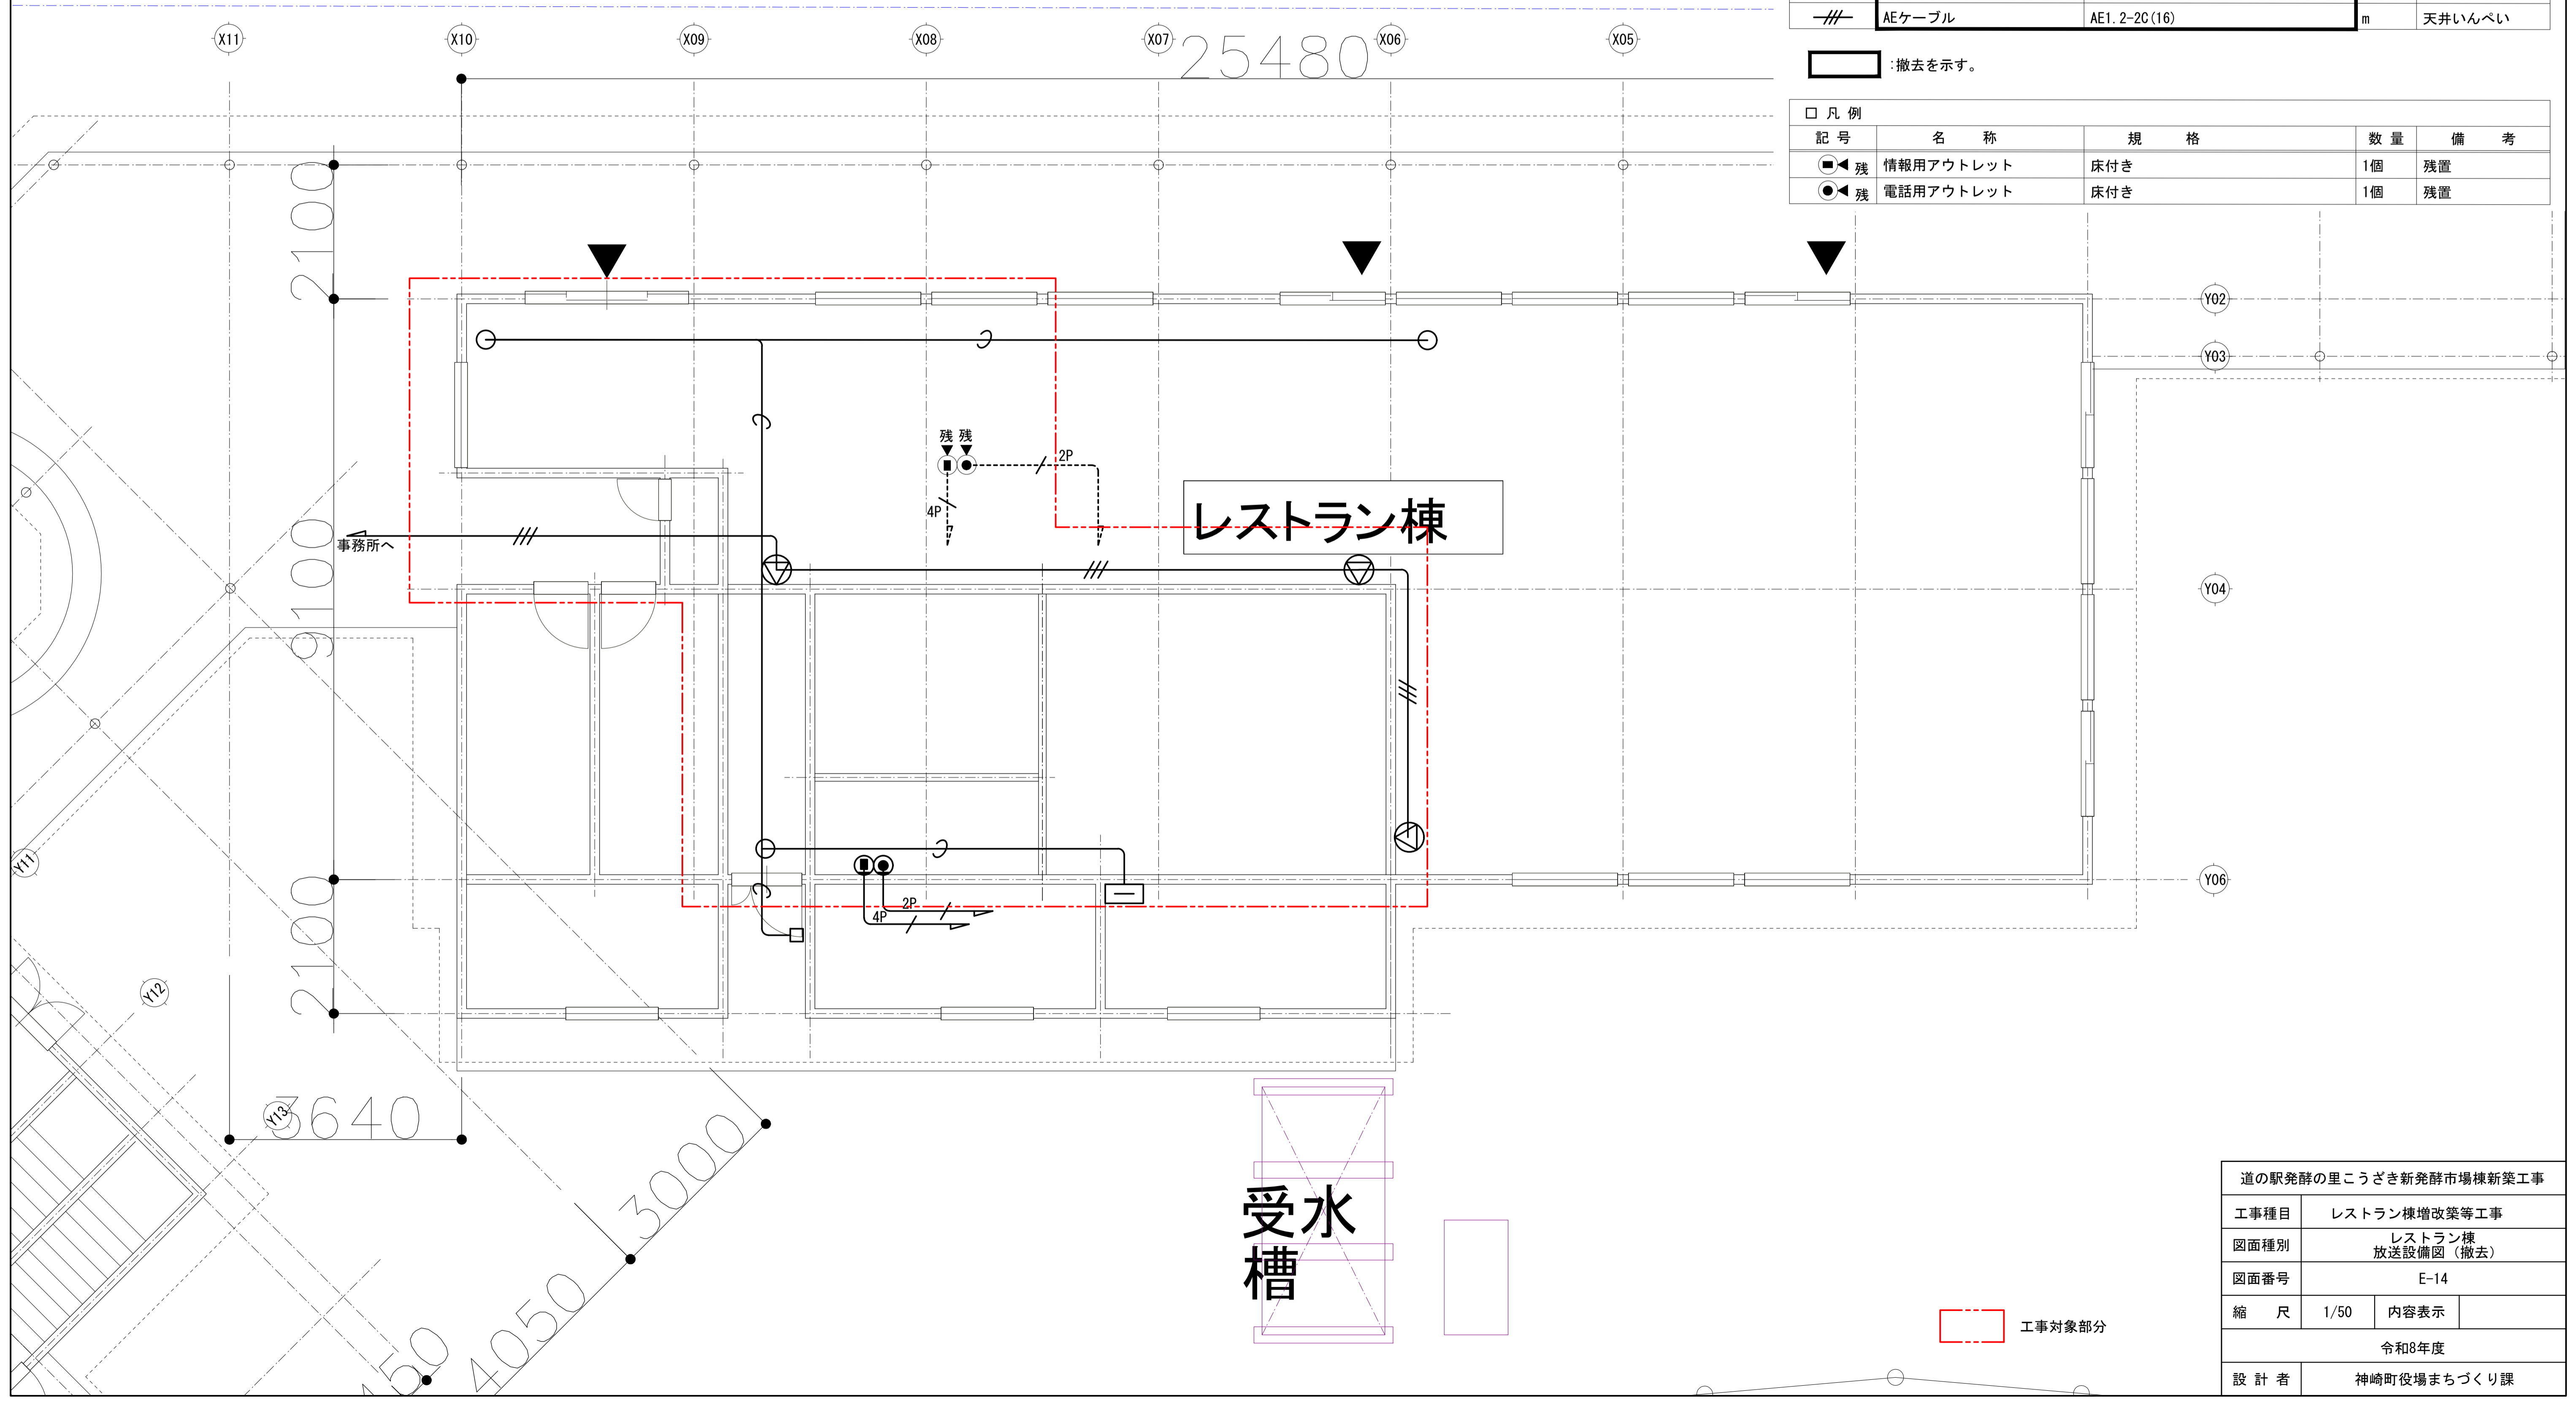 AEケーブル AE1.2-2C(16) m 天井いんぺい
:撤去を示す。
□ 凡 例
記 号 名 称 規 格 数 量 備 考
残 情報用アウトレット 床付き 1個 残置
残 電話用アウトレット 床付き 1個 残置
X11 X10 X09 X08 X07 X06 X05
25480
2100
9100
2100
3640
3000
4050
Y02
Y03
Y04
Y06
Y11
Y12
Y13
残 残
2P
4P
レストラン棟
事務所へ
2P
4P
受水
槽
工事対象部分
道の駅発酵の里こうざき新発酵市場棟新築工事
工事種目 レストラン棟増改築等工事
図面種別 レストラン棟
放送設備図（撤去）
図面番号 E-14
縮 尺 1/50 内容表示
令和8年度
設 計 者 神崎町役場まちづくり課